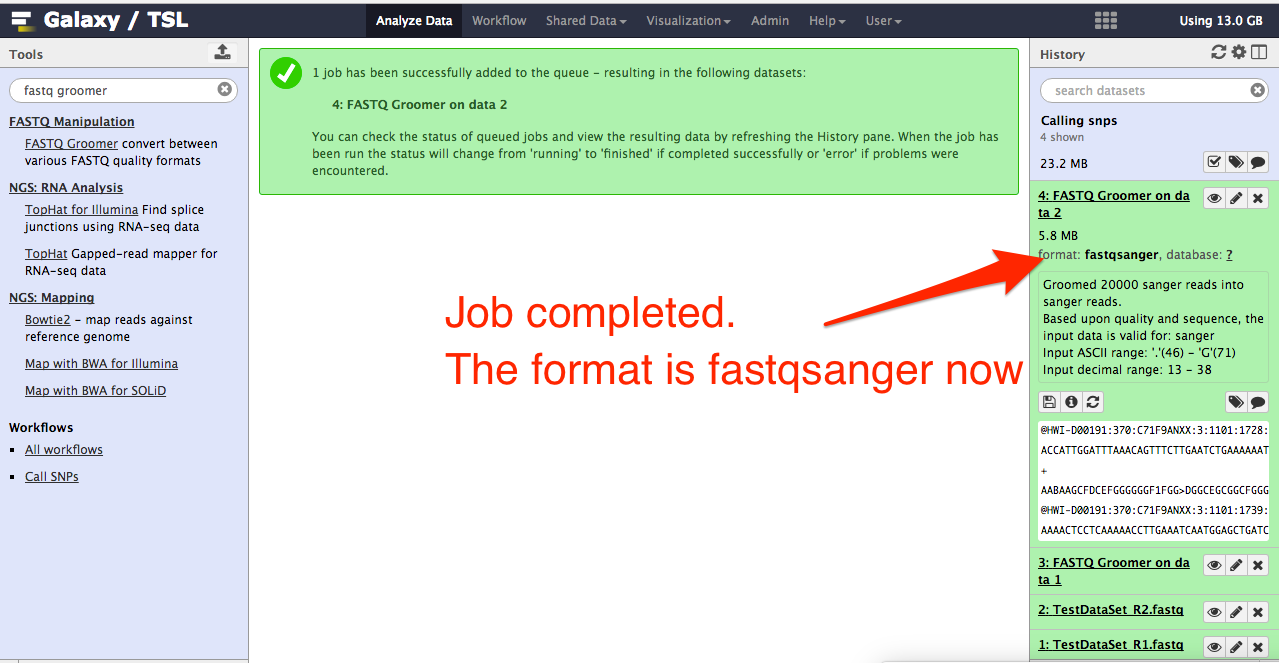 Galaxy / TSL
Analyze Data
Workflow
Shared Data
Visualization
Admin
Help
User
Using 13.0 GB
Tools
fastq groomer
FASTQ Manipulation
FASTQ Groomer convert between
various FASTQ quality formats
NGS: RNA Analysis
TopHat for Illumina Find splice
junctions using RNA-seq data
TopHat Gapped-read mapper for
RNA-seq data
NGS: Mapping
Bowtie2 - map reads against
reference genome
Map with BWA for Illumina
Map with BWA for SOLiD
Workflows
All workflows
Call SNPs
1 job has been successfully added to the queue - resulting in the following datasets:
4: FASTQ Groomer on data 2
You can check the status of queued jobs and view the resulting data by refreshing the History pane. When the job has
been run the status will change from 'running' to 'finished' if completed successfully or 'error' if problems were
encountered.
Job completed.
The format is fastqsanger now
History
search datasets
Calling snps
4 shown
23.2 MB
4: FASTQ Groomer on da
ta 2
5.8 MB
format: fastqsanger, database: ?
Groomed 20000 sanger reads into
sanger reads.
Based upon quality and sequence, the
input data is valid for: sanger
Input ASCII range: '.'(46) - 'G'(71)
Input decimal range: 13 - 38
@HWI-D00191:370:C71F9ANXX:3:1101:1728:
ACCATTGGATTTAAACAGTTTCTTGAATCTGAAAAAAT
+
AABAAGCFDCEFGGGGGGF1FGG>DGGCEGCGGCFGGG
@HWI-D00191:370:C71F9ANXX:3:1101:1739:
AAAACTCCTCAAAAACCTTGAAATCAATGGAGCTGATC
3: FASTQ Groomer on da
ta 1
2: TestDataSet_R2.fastq
1: TestDataSet_R1.fastq